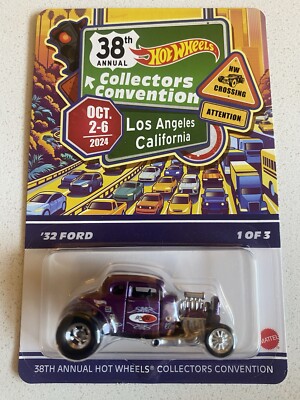 38th
ANNUAL
HOT WHEELS
Collectors
Convention
OCT.
2-6
2024
Los Angeles
California
HW
CROSSING
ATTENTION
'32 FORD
1 OF 3
MATTEL
38TH ANNUAL HOT WHEELS® COLLECTORS CONVENTION